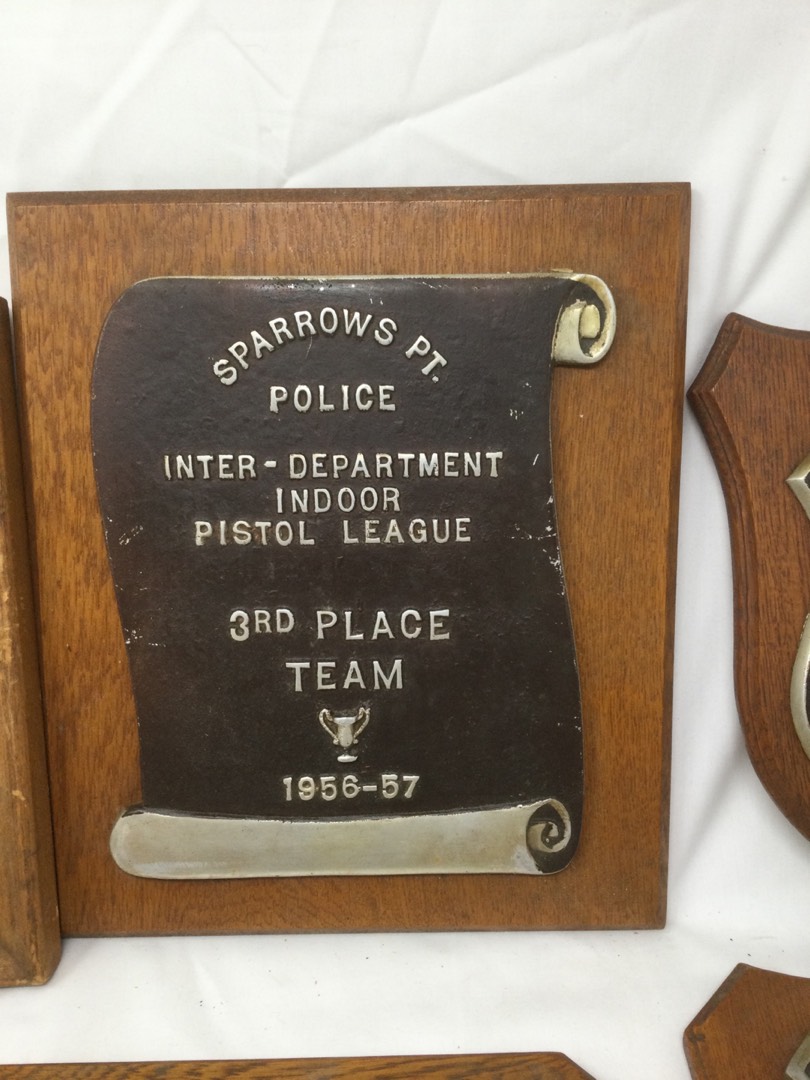 SPARROWS PT.
POLICE
INTER-DEPARTMENT
INDOOR
PISTOL LEAGUE
3RD PLACE
TEAM
1956-57